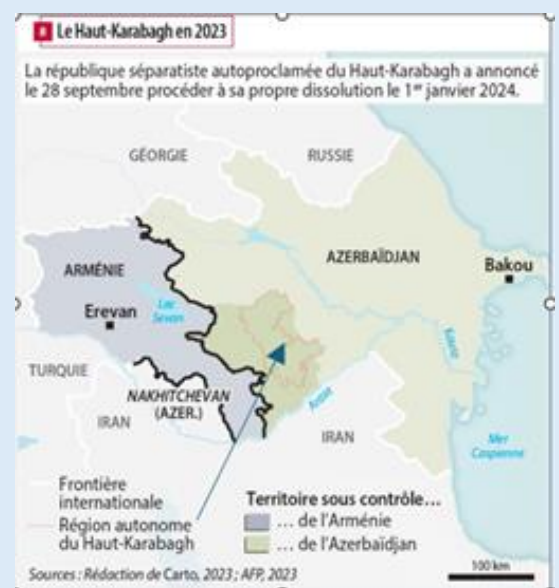 8 Le Haut-Karabagh en 2023
La république séparatiste autoproclamée du Haut-Karabagh a annoncé
le 28 septembre procéder à sa propre dissolution le 1er janvier 2024.
GÉORGIE
RUSSIE
ARMÉNIE
AZERBAÏDJAN
Bakou
Erevan
Lac
Sevan
Koura
TURQUIE
NAKHITCHEVAN
(AZER.)
Araxe
IRAN
IRAN
Mer
Caspienne
Frontière
internationale
Région autonome
du Haut-Karabagh
Territoire sous contrôle…
… de l'Arménie
… de l'Azerbaïdjan
Sources : Rédaction de Carto, 2023 ; AFP, 2023
100 km